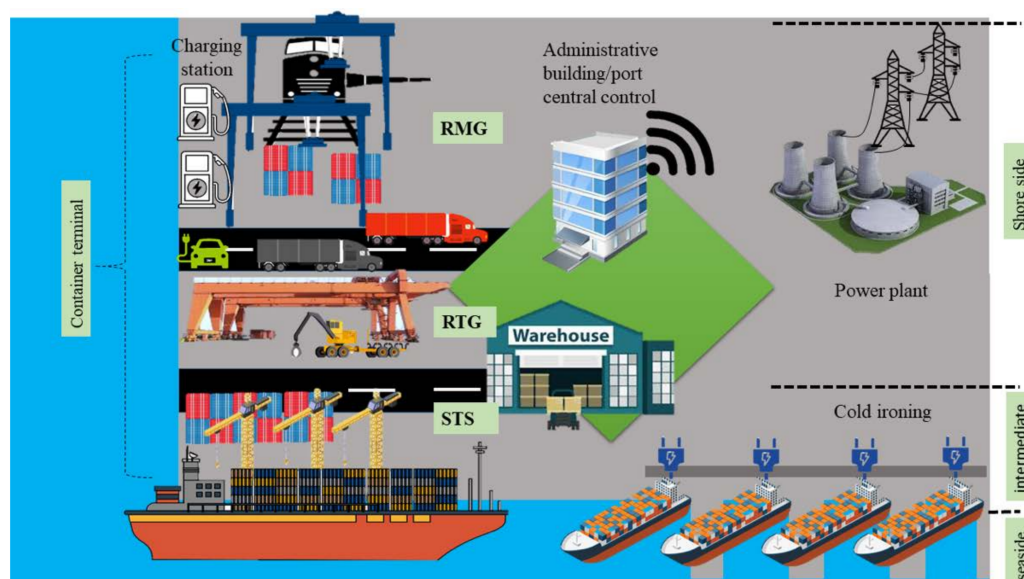 Charging
station
Administrative
building/port
central control
RMG
Shore side
Container terminal
Power plant
RTG
Warehouse
STS
Cold ironing
intermediate
seaside